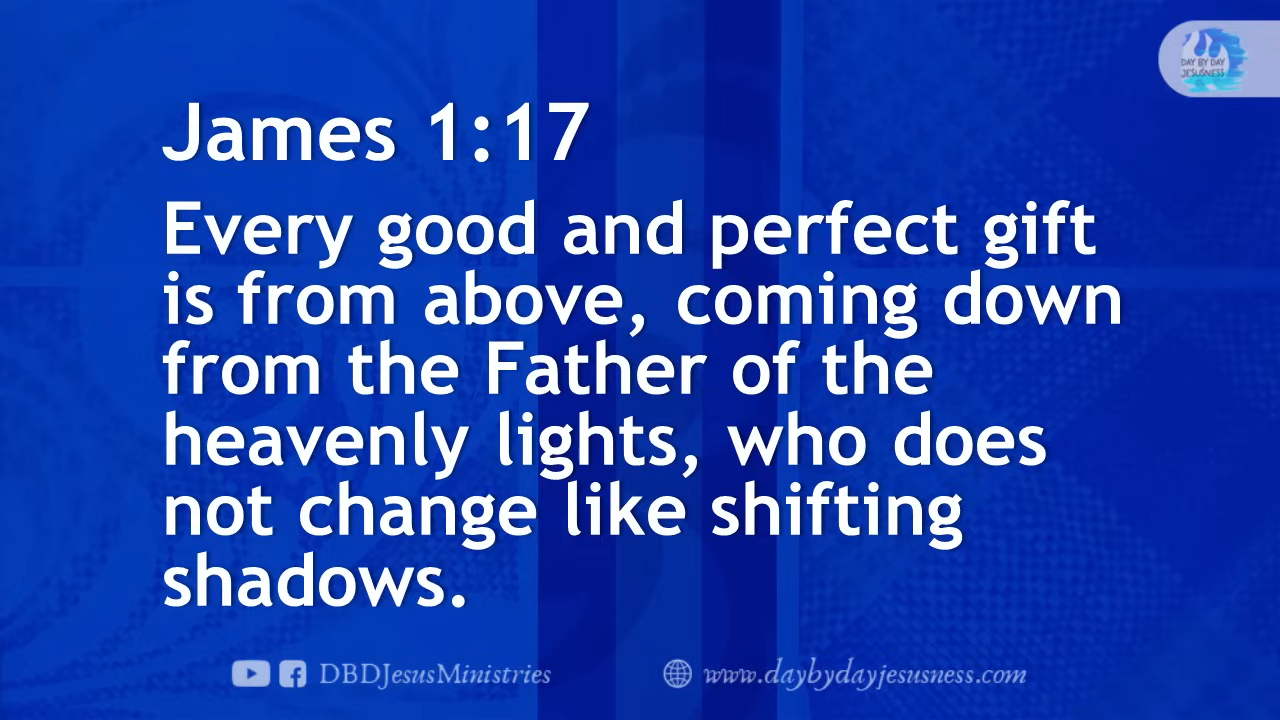 DAY BY DAY
JESUSNESS
James 1:17
Every good and perfect gift
is from above, coming down
from the Father of the
heavenly lights, who does
not change like shifting
shadows.
DBDJesusMinistries
www.daybydayjesusness.com